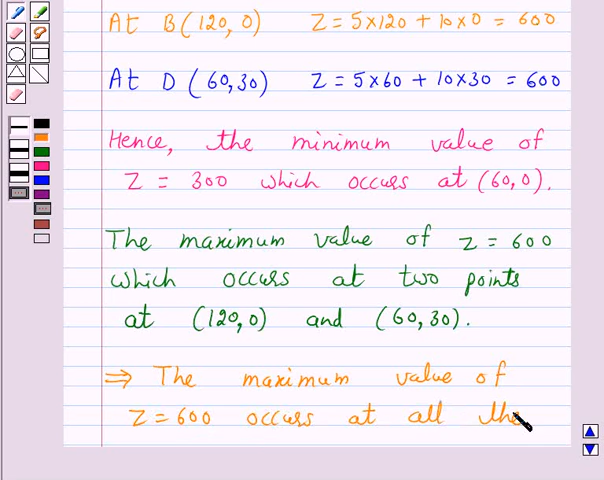 At B(120,0) Z = 5×120 + 10×0 = 600
At D (60,30) Z = 5×60 + 10×30 = 600
Hence, the minimum value of
Z = 300 which occurs at (60,0).
The maximum value of Z = 600
which occurs at two points
at (120,0) and (60,30).
⇒ The maximum value of
Z = 600 occurs at all the